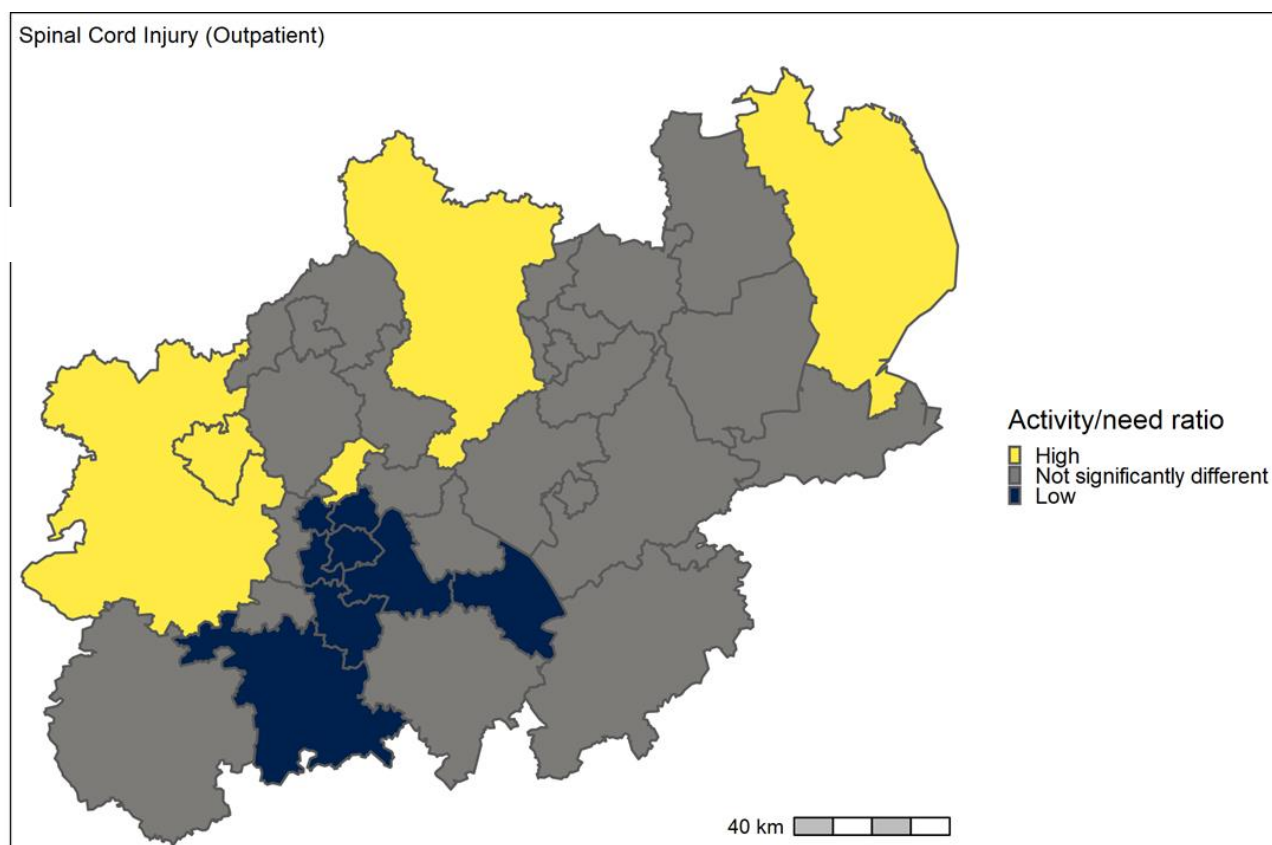 Spinal Cord Injury (Outpatient)
Activity/need ratio
High
Not significantly different
Low
40 km